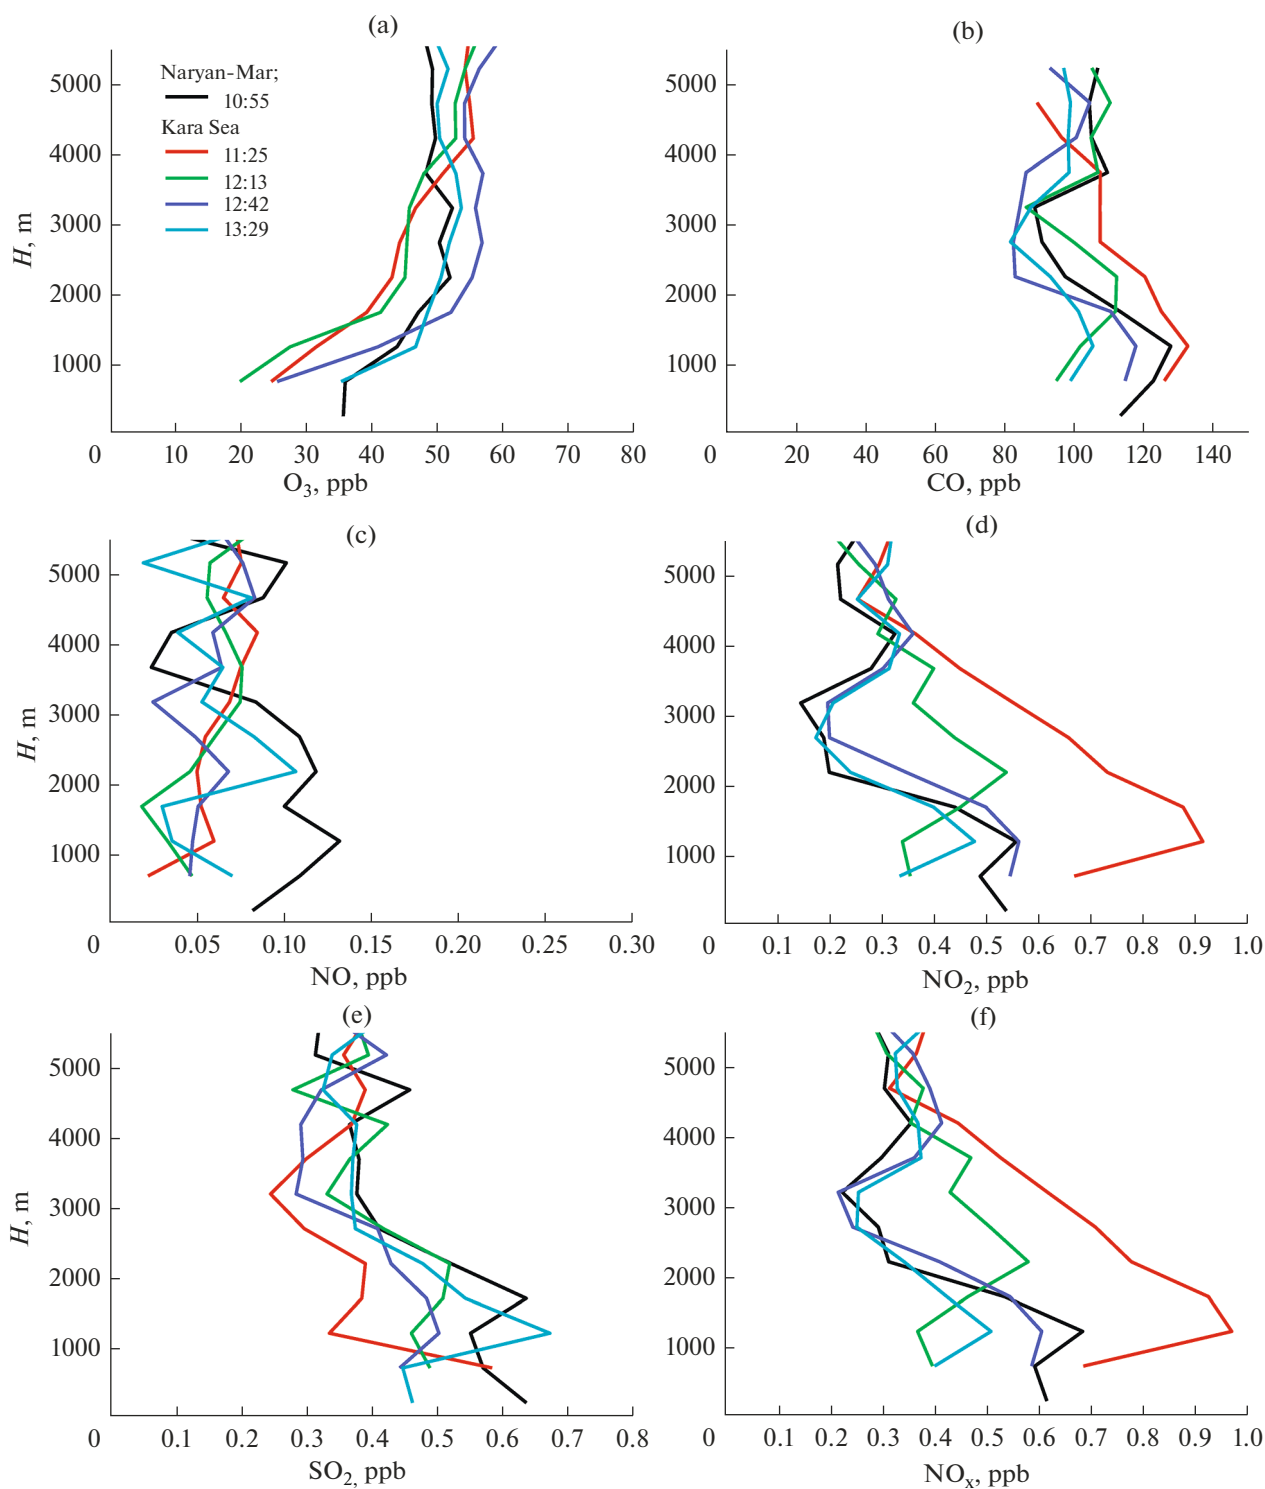 (a)
Naryan-Mar;
10:55
Kara Sea
11:25
12:13
12:42
13:29
5000
4000
3000
2000
1000
H, m
0 10 20 30 40 50 60 70 80
O₃, ppb
(b)
5000
4000
3000
2000
1000
0 20 40 60 80 100 120 140
CO, ppb
(c)
5000
4000
3000
2000
1000
H, m
0 0.05 0.10 0.15 0.20 0.25 0.30
NO, ppb
(d)
5000
4000
3000
2000
1000
0 0.1 0.2 0.3 0.4 0.5 0.6 0.7 0.8 0.9 1.0
NO₂, ppb
(e)
5000
4000
3000
2000
1000
H, m
0 0.1 0.2 0.3 0.4 0.5 0.6 0.7 0.8
SO₂, ppb
(f)
5000
4000
3000
2000
1000
0 0.1 0.2 0.3 0.4 0.5 0.6 0.7 0.8 0.9 1.0
NOₓ, ppb